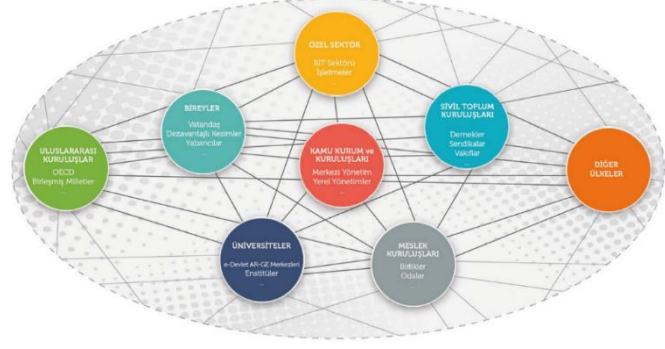 ÖZEL SEKTÖR
BİT Sektörü
İşletmeler
...
BİREYLER
Vatandaş
Dezavantajlı Kesimler
Yabancılar
...
SİVİL TOPLUM
KURULUŞLARI
Dernekler
Sendikalar
Vakıflar
...
ULUSLARARASI
KURULUŞLAR
OECD
Birleşmiş Milletler
...
KAMU KURUM ve
KURULUŞLARI
Merkezi Yönetim
Yerel Yönetimler
...
DİĞER
ÜLKELER
ÜNİVERSİTELER
e-Devlet AR-GE Merkezleri
Enstitüler
...
MESLEK
KURULUŞLARI
Birlikler
Odalar
...